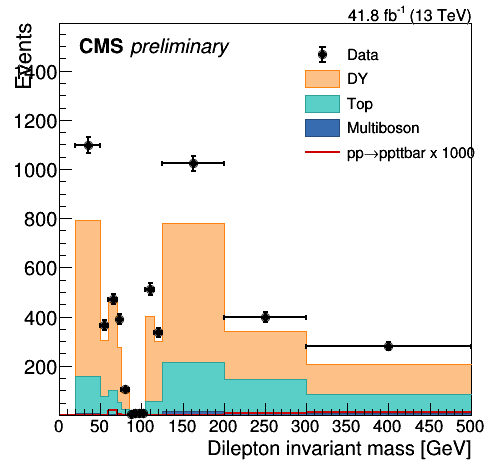 41.8 fb⁻¹ (13 TeV)
CMS preliminary
Events
Data
DY
Top
Multiboson
pp→ppttbar x 1000
1400
1200
1000
800
600
400
200
0 50 100 150 200 250 300 350 400 450 500
Dilepton invariant mass [GeV]